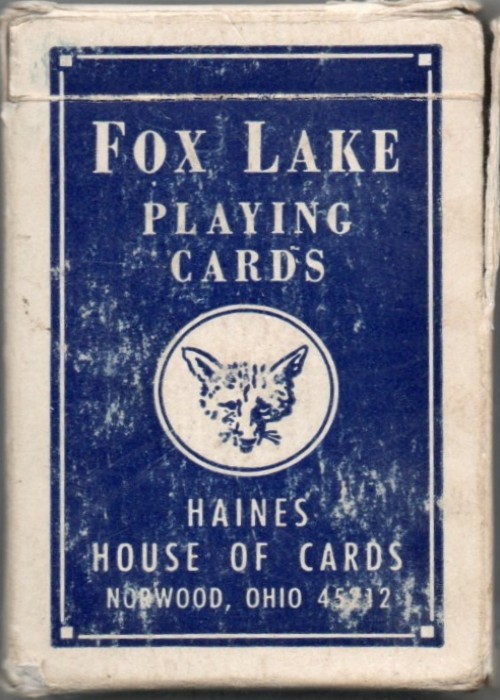 FOX LAKE
PLAYING
CARDS
HAINES
HOUSE OF CARDS
NORWOOD, OHIO 45212